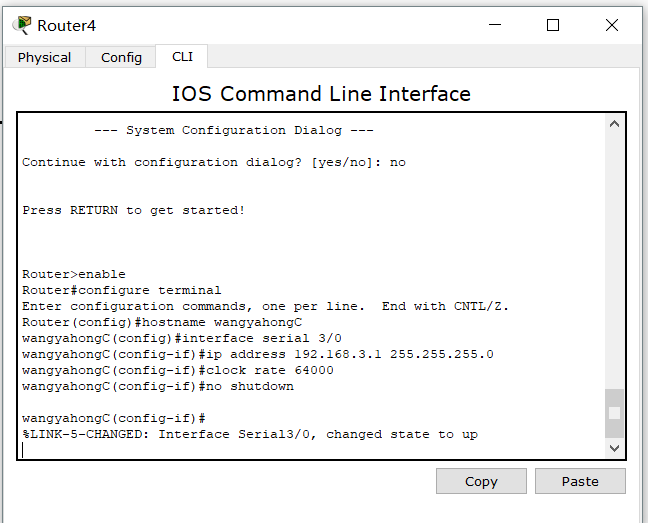 Router4
Physical Config CLI
IOS Command Line Interface
--- System Configuration Dialog ---
Continue with configuration dialog? [yes/no]: no
Press RETURN to get started!
Router>enable
Router#configure terminal
Enter configuration commands, one per line.  End with CNTL/Z.
Router(config)#hostname wangyahongC
wangyahongC(config)#interface serial 3/0
wangyahongC(config-if)#ip address 192.168.3.1 255.255.255.0
wangyahongC(config-if)#clock rate 64000
wangyahongC(config-if)#no shutdown
wangyahongC(config-if)#
%LINK-5-CHANGED: Interface Serial3/0, changed state to up
Copy Paste